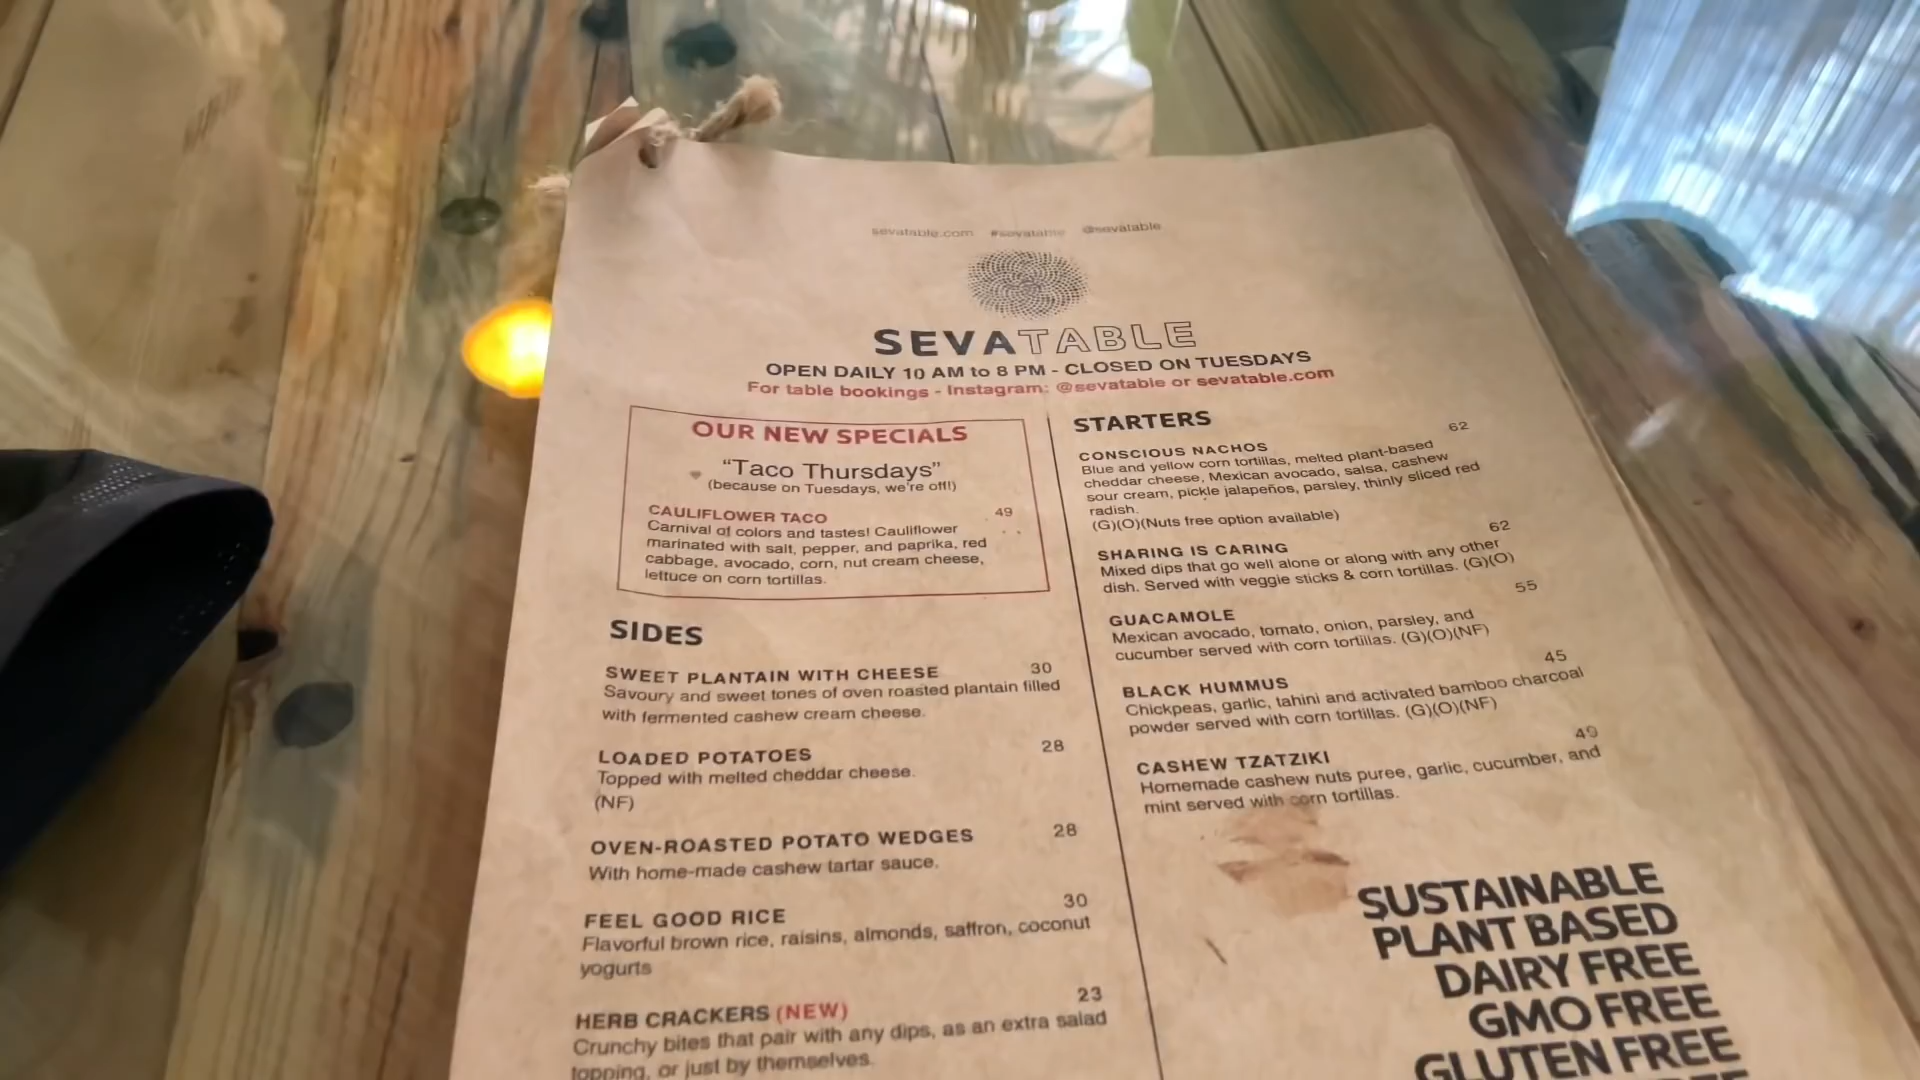 sevatable.com #sevatable @sevatable
SEVATABLE
OPEN DAILY 10 AM to 8 PM - CLOSED ON TUESDAYS
For table bookings - Instagram: @sevatable or sevatable.com
OUR NEW SPECIALS
“Taco Thursdays”
(because on Tuesdays, we're off!)
CAULIFLOWER TACO 49
Carnival of colors and tastes! Cauliflower
marinated with salt, pepper, and paprika, red
cabbage, avocado, corn, nut cream cheese,
lettuce on corn tortillas.
SIDES
SWEET PLANTAIN WITH CHEESE 30
Savoury and sweet tones of oven roasted plantain filled
with fermented cashew cream cheese.
LOADED POTATOES 28
Topped with melted cheddar cheese.
(NF)
OVEN-ROASTED POTATO WEDGES 28
With home-made cashew tartar sauce.
FEEL GOOD RICE 30
Flavorful brown rice, raisins, almonds, saffron, coconut
yogurts
HERB CRACKERS (NEW) 23
Crunchy bites that pair with any dips, as an extra salad
topping, or just by themselves.
STARTERS
CONSCIOUS NACHOS 62
Blue and yellow corn tortillas, melted plant-based
cheddar cheese, Mexican avocado, salsa, cashew
sour cream, pickle jalapeños, parsley, thinly sliced red
radish.
(G)(O)(Nuts free option available)
SHARING IS CARING 62
Mixed dips that go well alone or along with any other
dish. Served with veggie sticks & corn tortillas. (G)(O)
GUACAMOLE 55
Mexican avocado, tomato, onion, parsley, and
cucumber served with corn tortillas. (G)(O)(NF)
BLACK HUMMUS 45
Chickpeas, garlic, tahini and activated bamboo charcoal
powder served with corn tortillas. (G)(O)(NF)
CASHEW TZATZIKI 49
Homemade cashew nuts puree, garlic, cucumber, and
mint served with corn tortillas.
SUSTAINABLE
PLANT BASED
DAIRY FREE
GMO FREE
GLUTEN FREE